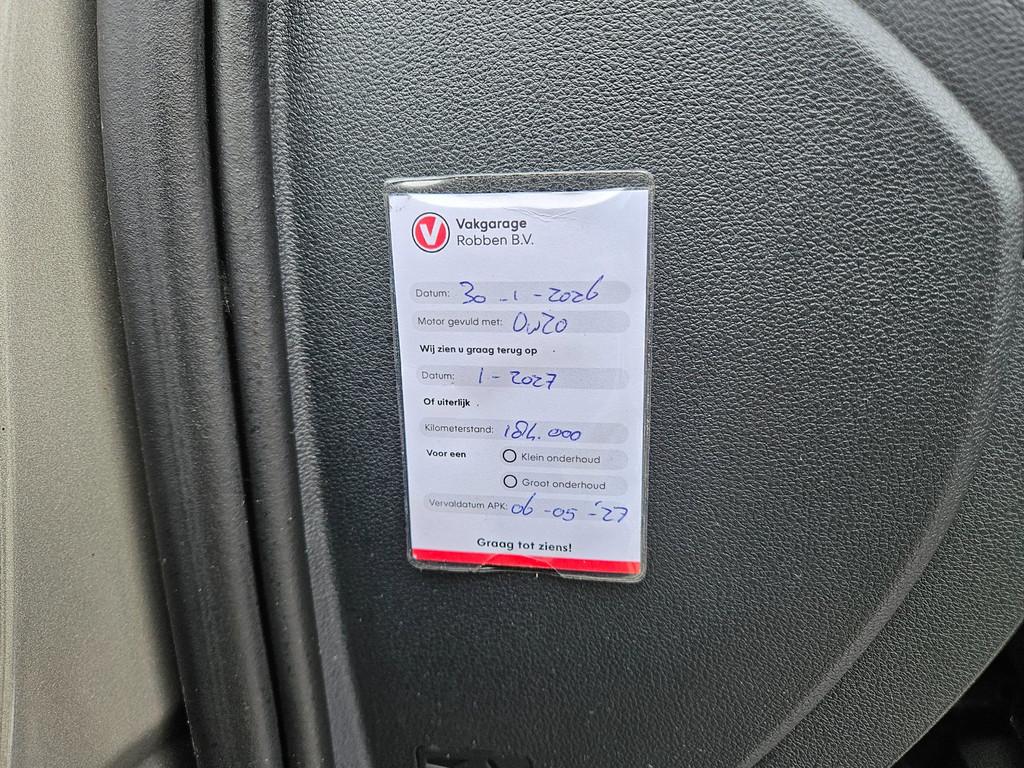 V
Vakgarage
Robben B.V.
Datum: 30 -1 -2026
Motor gevuld met: 0w20
Wij zien u graag terug op
Datum: 1 - 2027
Of uiterlijk
Kilometerstand: 184.000
Voor een
Klein onderhoud
Groot onderhoud
Vervaldatum APK: 06 -05 -'27
Graag tot ziens!